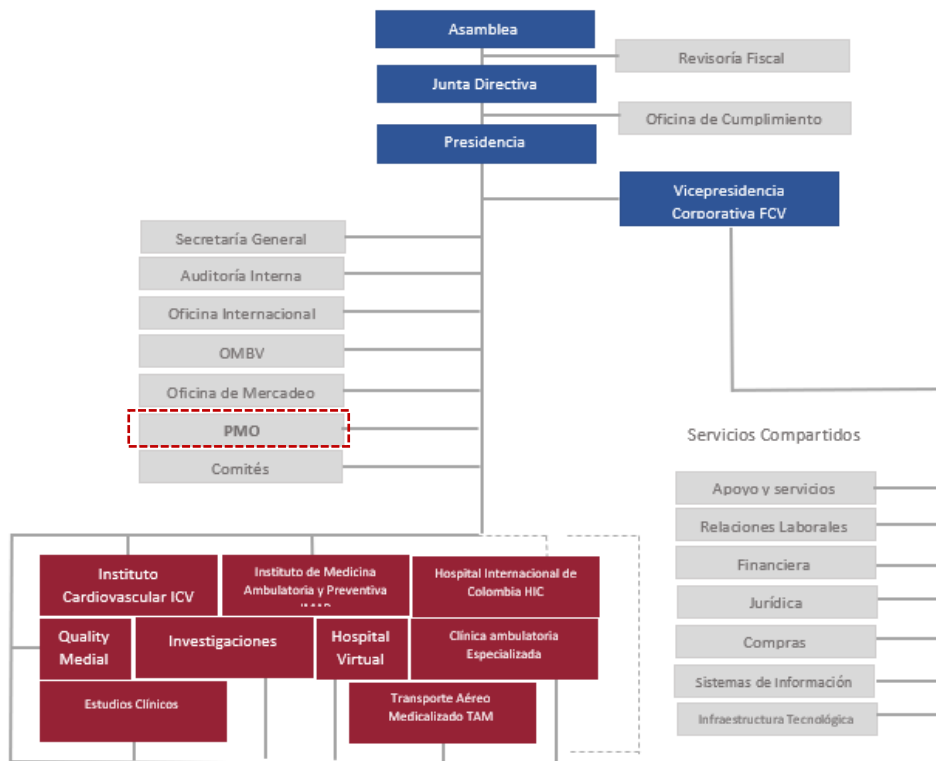 Asamblea
Revisoría Fiscal
Junta Directiva
Oficina de Cumplimiento
Presidencia
Vicepresidencia
Corporativa FCV
Secretaría General
Auditoría Interna
Oficina Internacional
OMBV
Oficina de Mercadeo
PMO
Comités
Servicios Compartidos
Apoyo y servicios
Relaciones Laborales
Financiera
Jurídica
Compras
Sistemas de Información
Infraestructura Tecnológica
Instituto
Cardiovascular ICV
Instituto de Medicina
Ambulatoria y Preventiva
Hospital Internacional de
Colombia HIC
Quality
Medial
Investigaciones
Hospital
Virtual
Clínica ambulatoria
Especializada
Estudios Clínicos
Transporte Aéreo
Medicalizado TAM